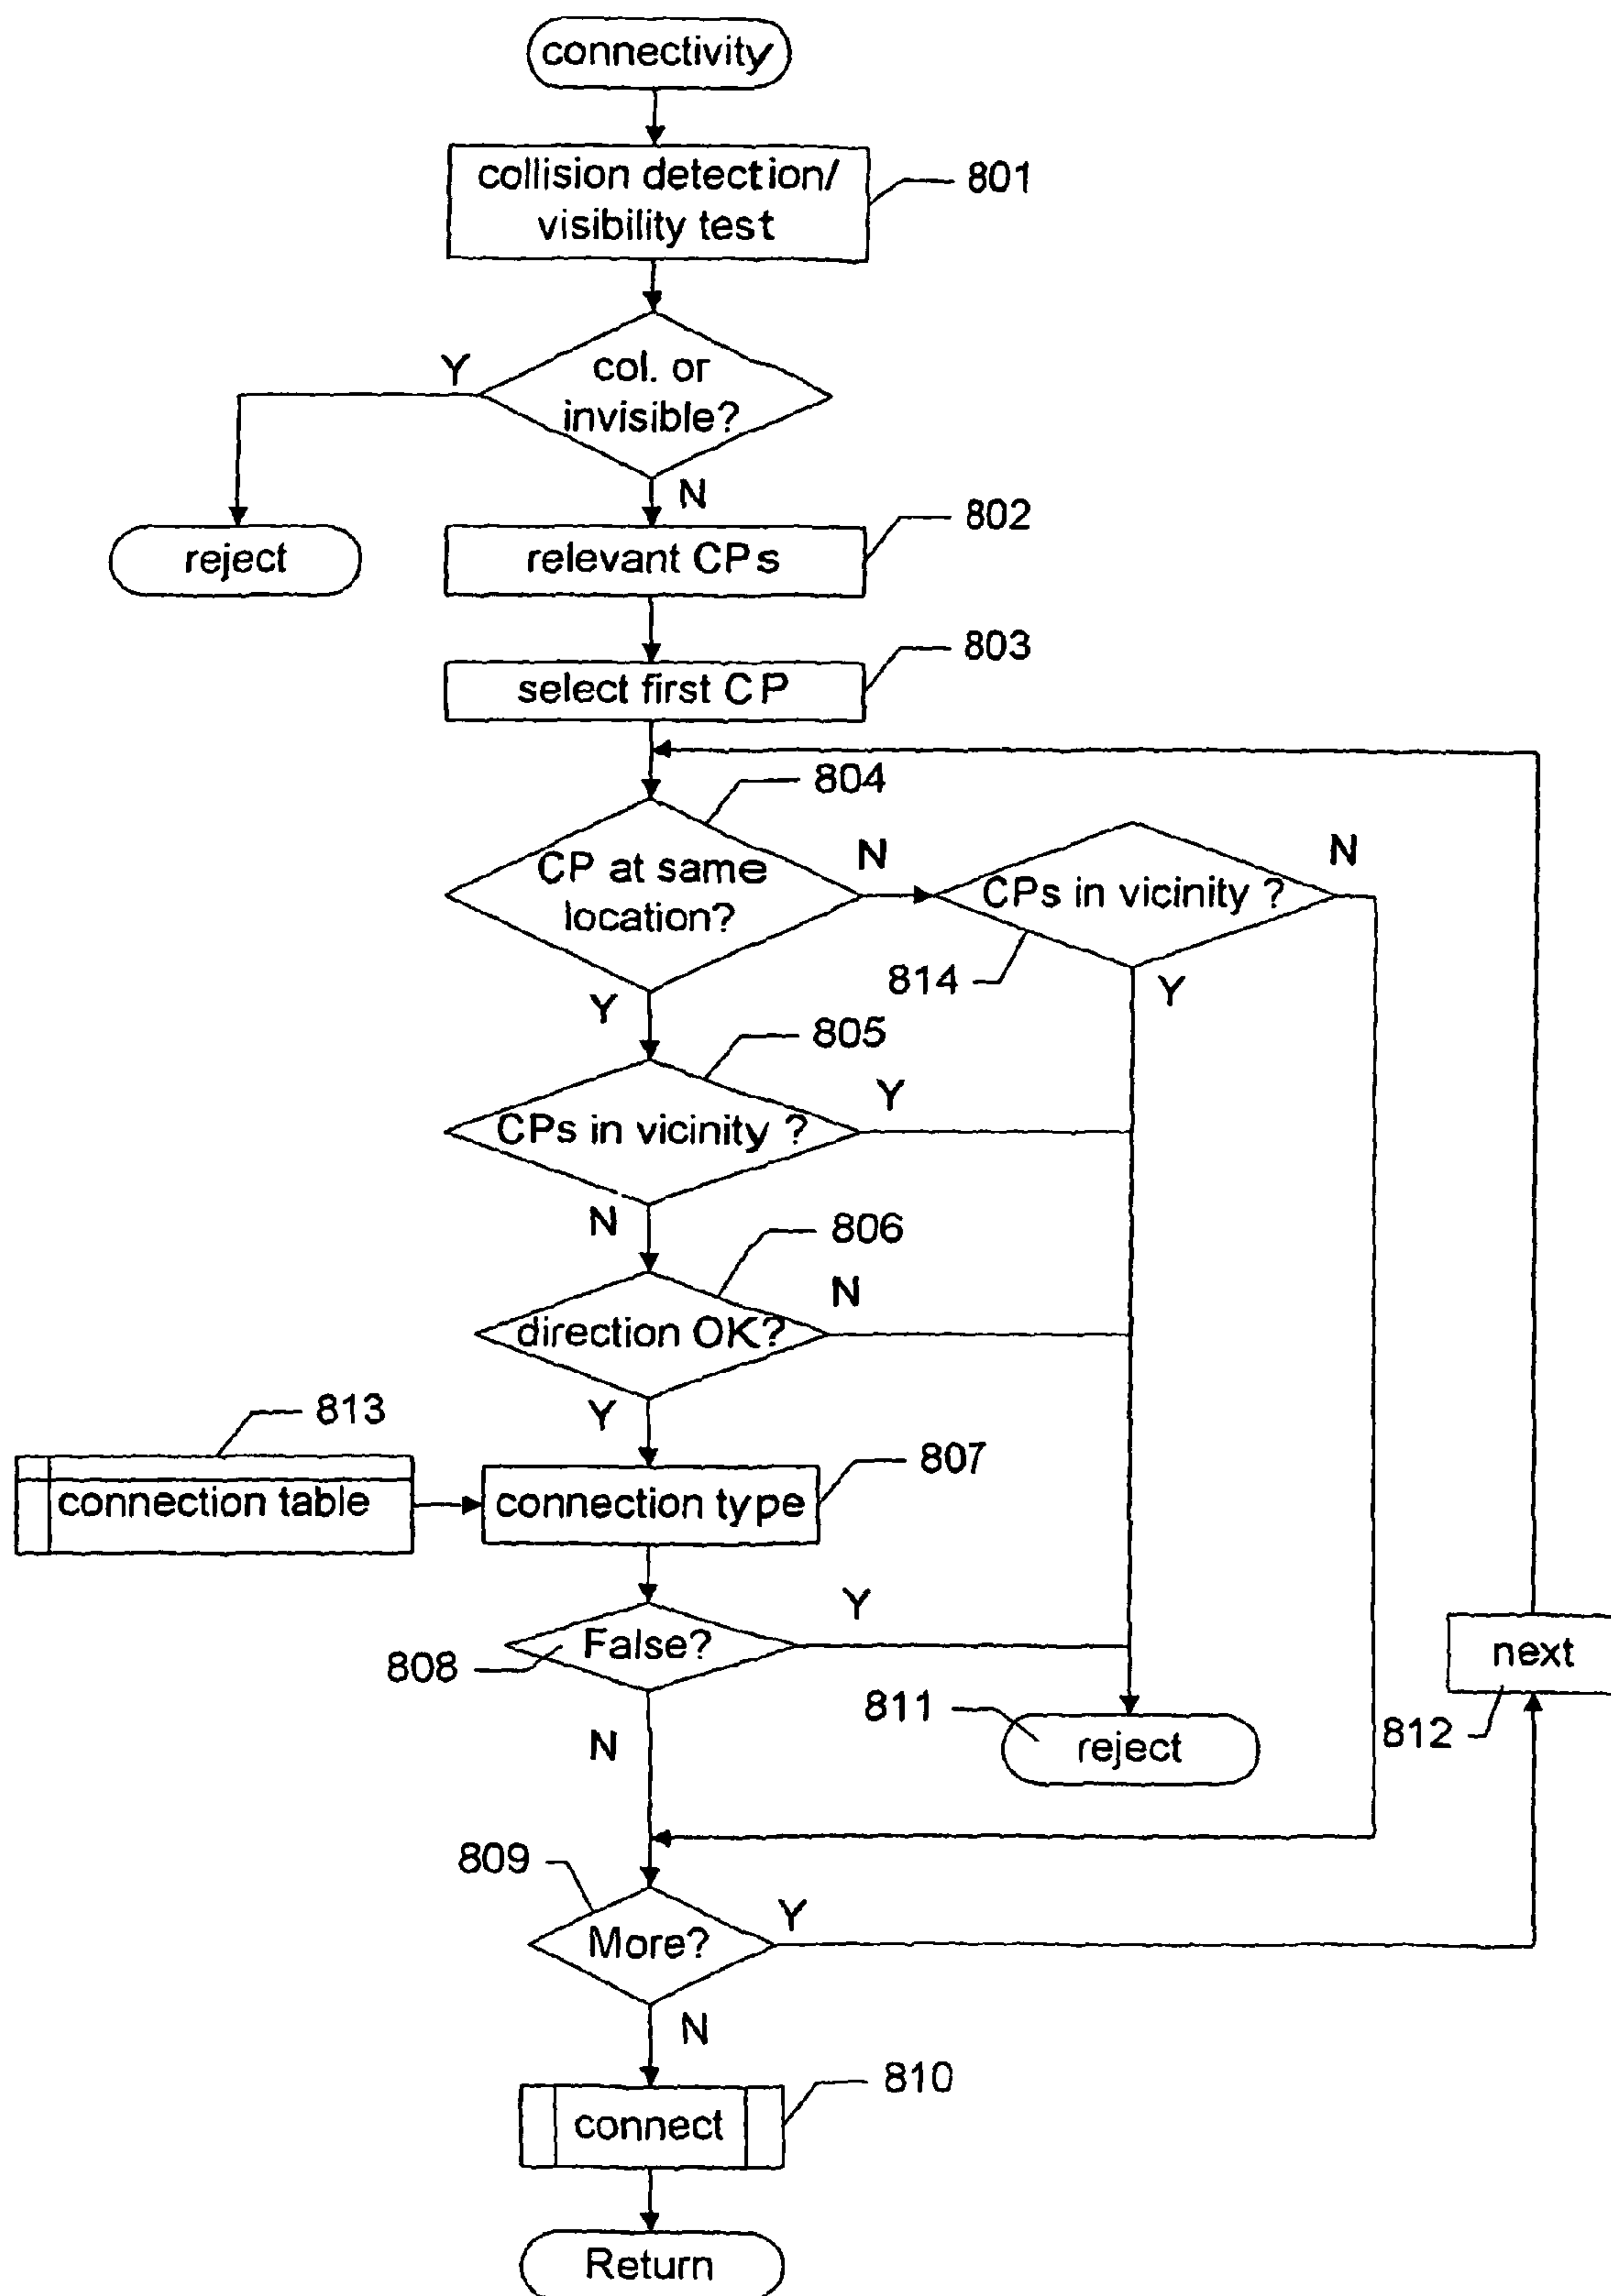 connectivity
collision detection/
visibility test
801
col. or
invisible?
Y
N
reject
relevant CPs
802
select first CP
803
804
CP at same
location?
N
CPs in vicinity ?
N
814
Y
Y
805
CPs in vicinity ?
Y
N
806
direction OK?
N
Y
813
connection table
connection type
807
False?
808
Y
N
811
reject
next
812
809
More?
Y
N
connect
810
Return